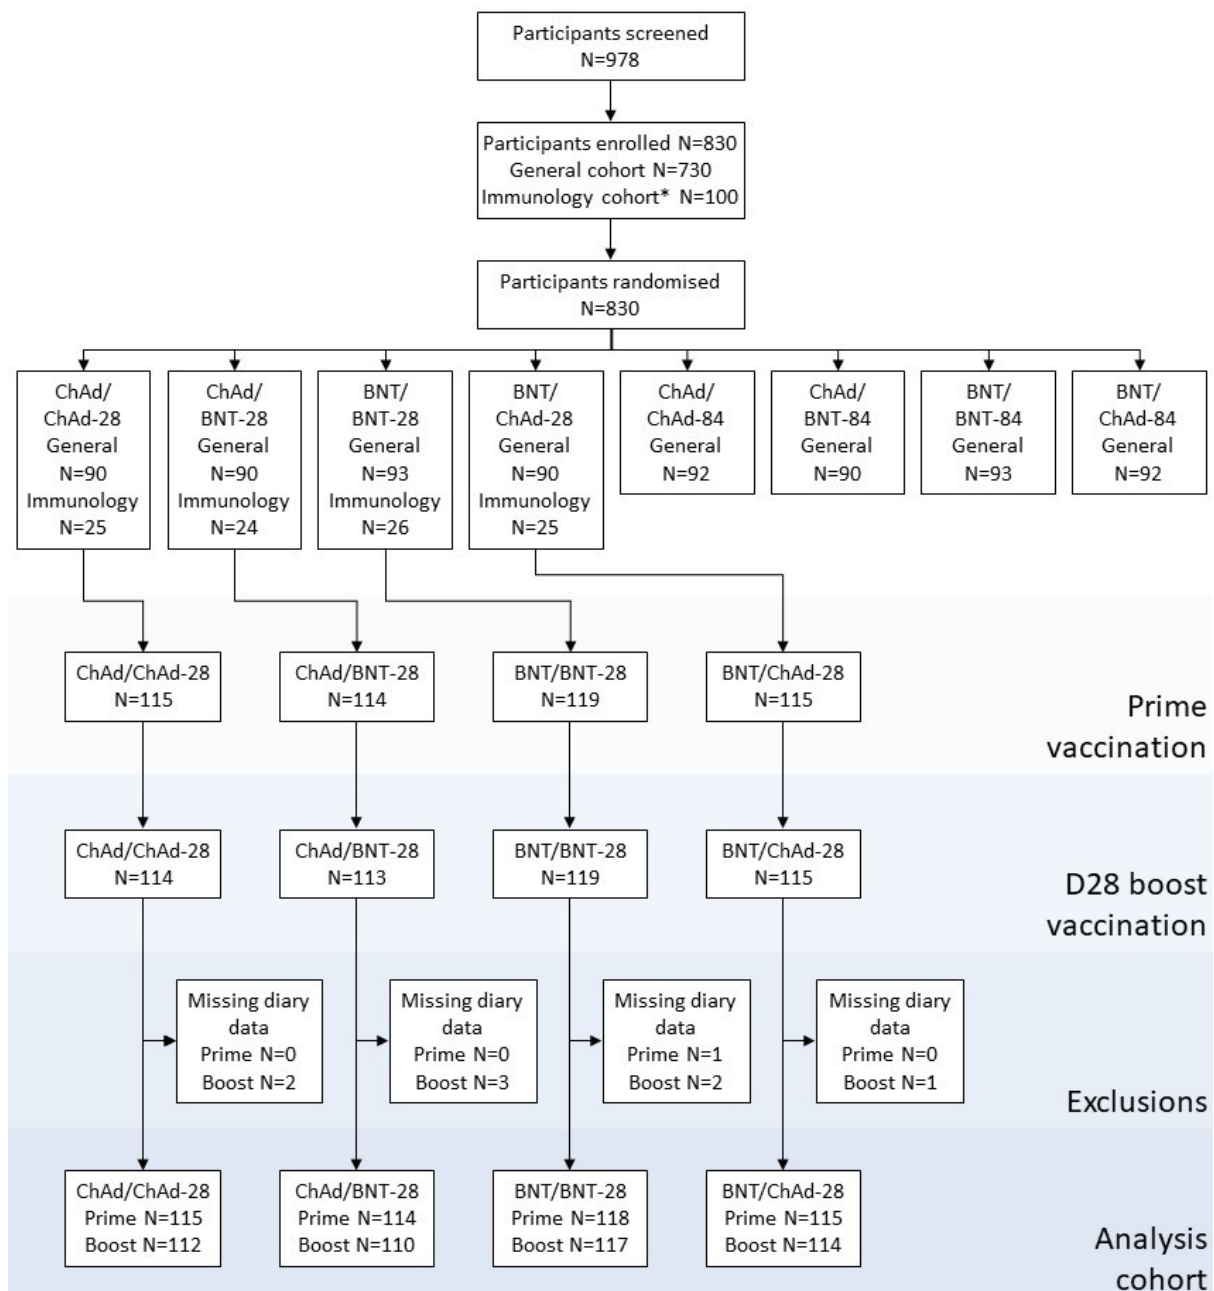 Participants screened
N=978
Participants enrolled N=830
General cohort N=730
Immunology cohort* N=100
Participants randomised
N=830
ChAd/
ChAd-28
General
N=90
Immunology
N=25
ChAd/
BNT-28
General
N=90
Immunology
N=24
BNT/
BNT-28
General
N=93
Immunology
N=26
BNT/
ChAd-28
General
N=90
Immunology
N=25
ChAd/
ChAd-84
General
N=92
ChAd/
BNT-84
General
N=90
BNT/
BNT-84
General
N=93
BNT/
ChAd-84
General
N=92
ChAd/ChAd-28
N=115
ChAd/BNT-28
N=114
BNT/BNT-28
N=119
BNT/ChAd-28
N=115
Prime
vaccination
ChAd/ChAd-28
N=114
ChAd/BNT-28
N=113
BNT/BNT-28
N=119
BNT/ChAd-28
N=115
D28 boost
vaccination
Missing diary
data
Prime N=0
Boost N=2
Missing diary
data
Prime N=0
Boost N=3
Missing diary
data
Prime N=1
Boost N=2
Missing diary
data
Prime N=0
Boost N=1
Exclusions
ChAd/ChAd-28
Prime N=115
Boost N=112
ChAd/BNT-28
Prime N=114
Boost N=110
BNT/BNT-28
Prime N=118
Boost N=117
BNT/ChAd-28
Prime N=115
Boost N=114
Analysis
cohort